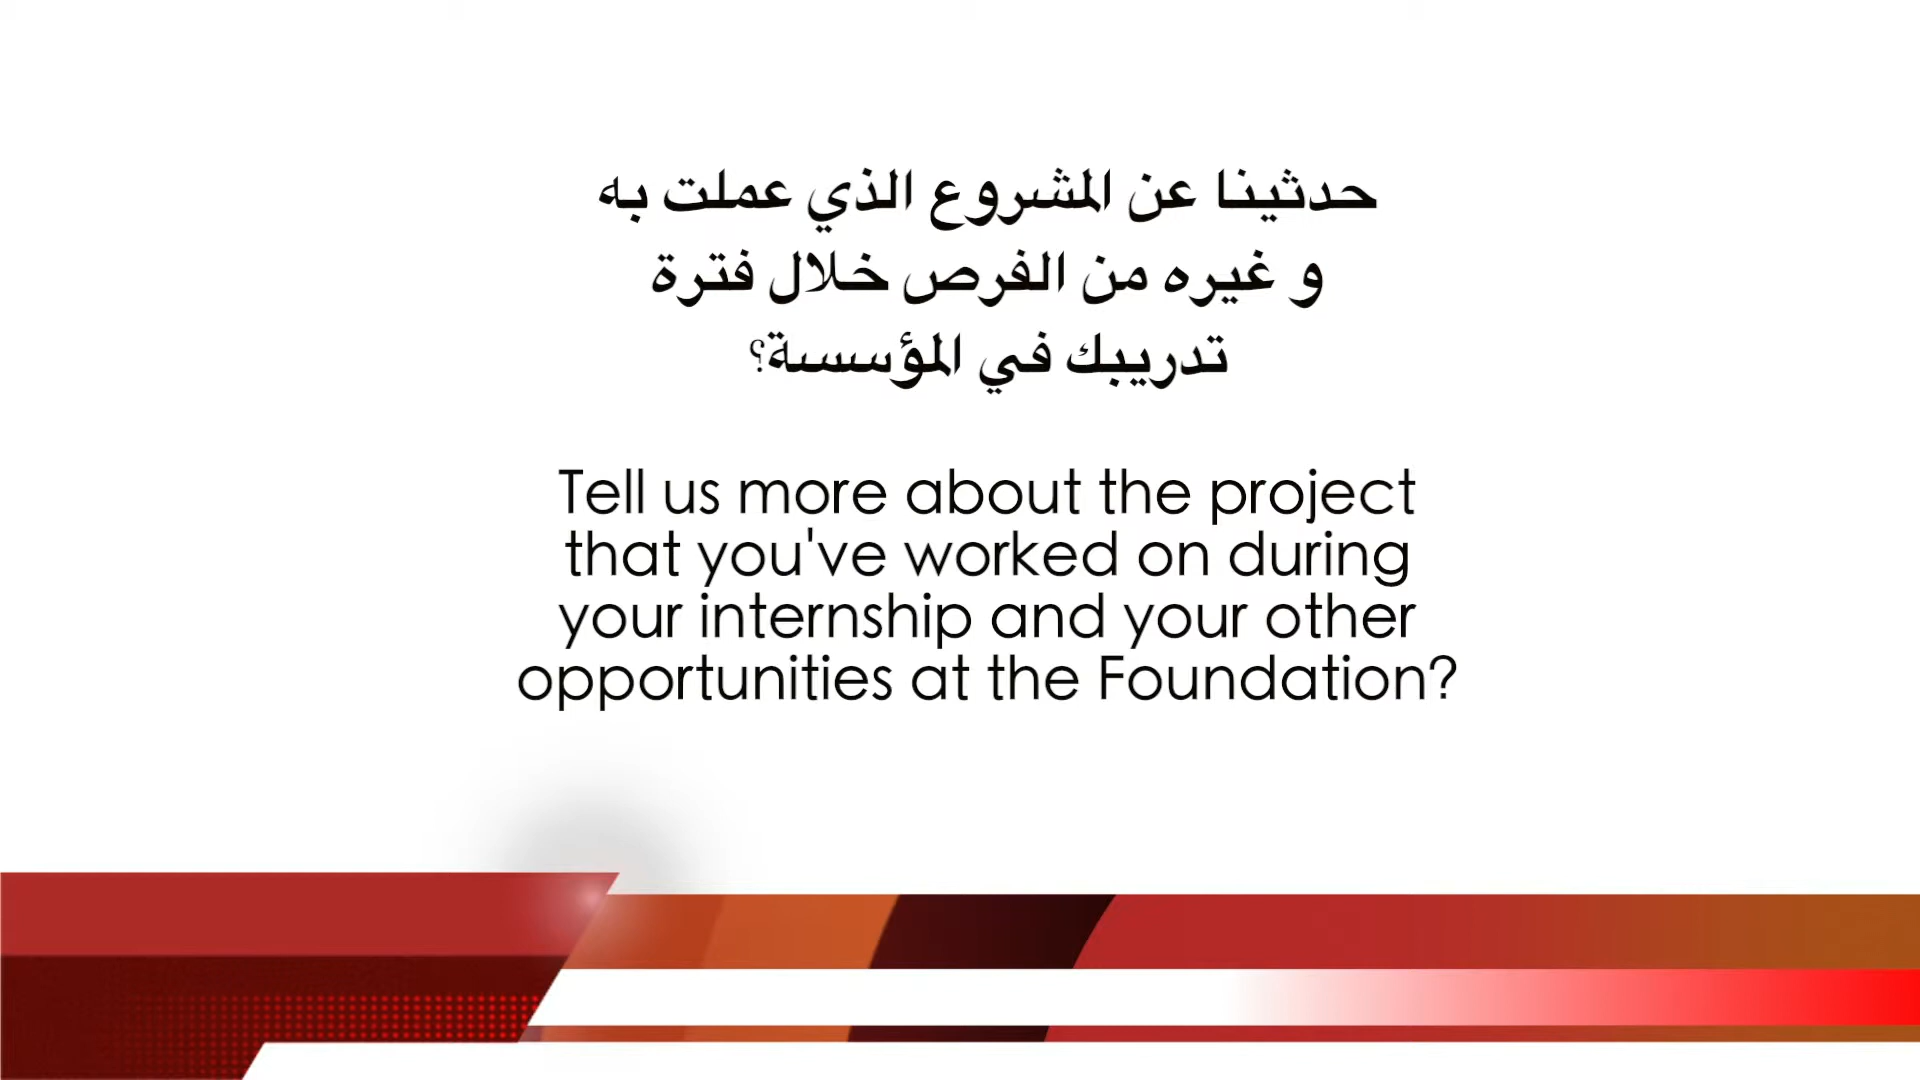 حدثينا عن المشروع الذي عملت به
و غيره من الفرص خلال فترة
تدريبك في المؤسسة؟
Tell us more about the project
that you've worked on during
your internship and your other
opportunities at the Foundation?